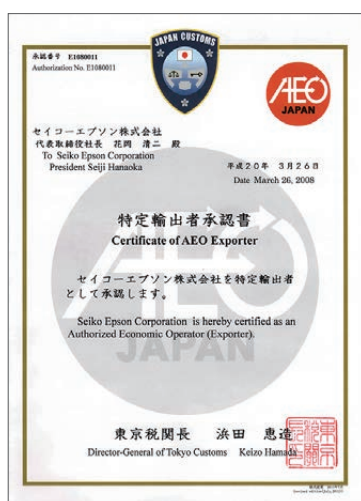 JAPAN CUSTOMS
承認番号 E1080011
Authorization No. E1080011
AEO
JAPAN
セイコーエプソン株式会社
代表取締役社長 花岡 清二 殿
To Seiko Epson Corporation
President Seiji Hanaoka
平成20年 3月26日
Date March 26, 2008
特定輸出者承認書
Certificate of AEO Exporter
セイコーエプソン株式会社を特定輸出者
として承認します。
Seiko Epson Corporation is hereby certified as an
Authorized Economic Operator (Exporter).
AEO
JAPAN
東京税関長 浜田 恵造
Director-General of Tokyo Customs Keizo Hamada